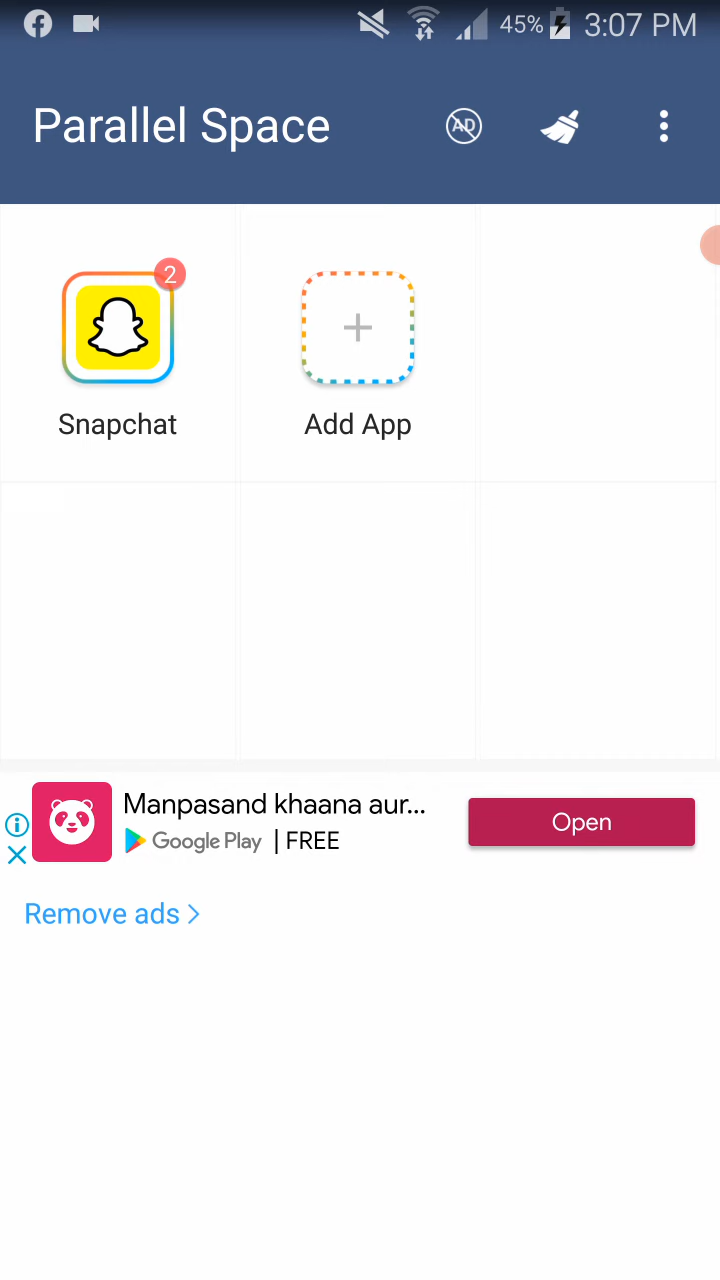 45% 3:07 PM
Parallel Space
AD
2
Snapchat
Add App
Manpasand khaana aur...
Google Play | FREE
Open
Remove ads >